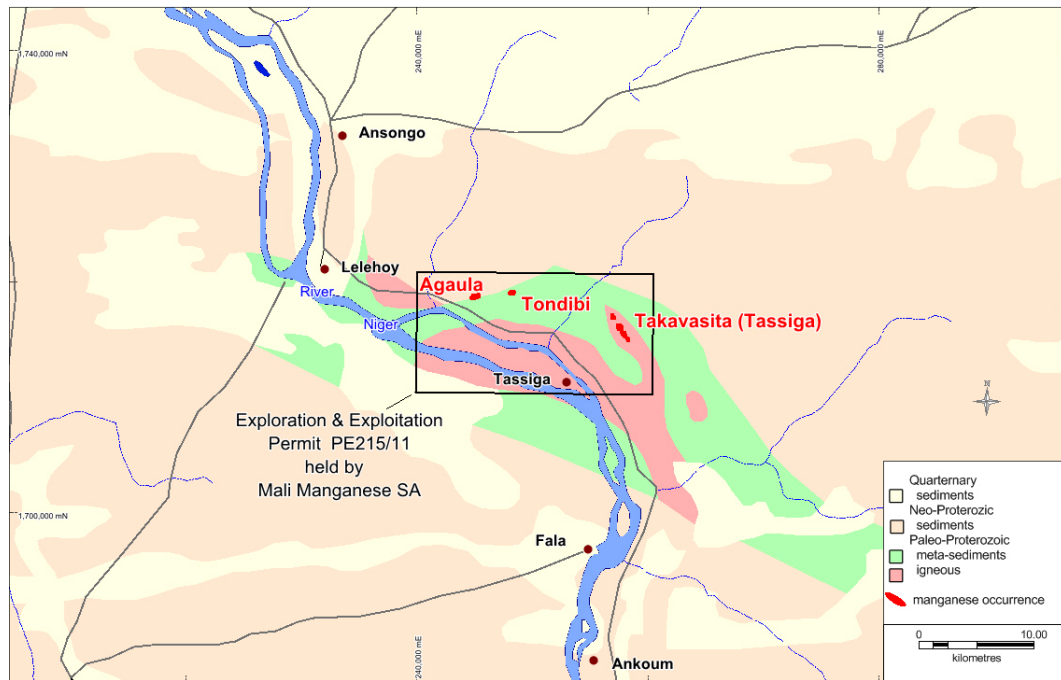 1,740,000 mN
240,000 mE
280,000 mE
Ansongo
Lelehoy
River
Agaula
Tondibi
Niger
Takavasita (Tassiga)
Tassiga
Exploration & Exploitation
Permit PE215/11
held by
Mali Manganese SA
N
1,700,000 mN
Fala
240,000 mE
Ankoum
Quarternary
sediments
Neo-Proterozic
sediments
Paleo-Proterozoic
meta-sediments
igneous
manganese occurrence
0 10.00
kilometres